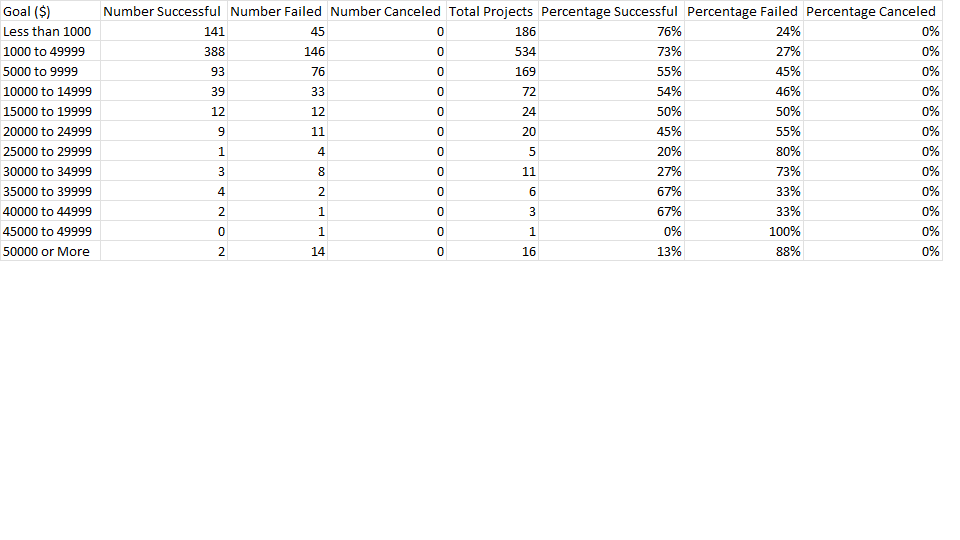 Goal ($) Number Successful Number Failed Number Canceled Total Projects Percentage Successful Percentage Failed Percentage Canceled
Less than 1000 141 45 0 186 76% 24% 0%
1000 to 49999 388 146 0 534 73% 27% 0%
5000 to 9999 93 76 0 169 55% 45% 0%
10000 to 14999 39 33 0 72 54% 46% 0%
15000 to 19999 12 12 0 24 50% 50% 0%
20000 to 24999 9 11 0 20 45% 55% 0%
25000 to 29999 1 4 0 5 20% 80% 0%
30000 to 34999 3 8 0 11 27% 73% 0%
35000 to 39999 4 2 0 6 67% 33% 0%
40000 to 44999 2 1 0 3 67% 33% 0%
45000 to 49999 0 1 0 1 0% 100% 0%
50000 or More 2 14 0 16 13% 88% 0%